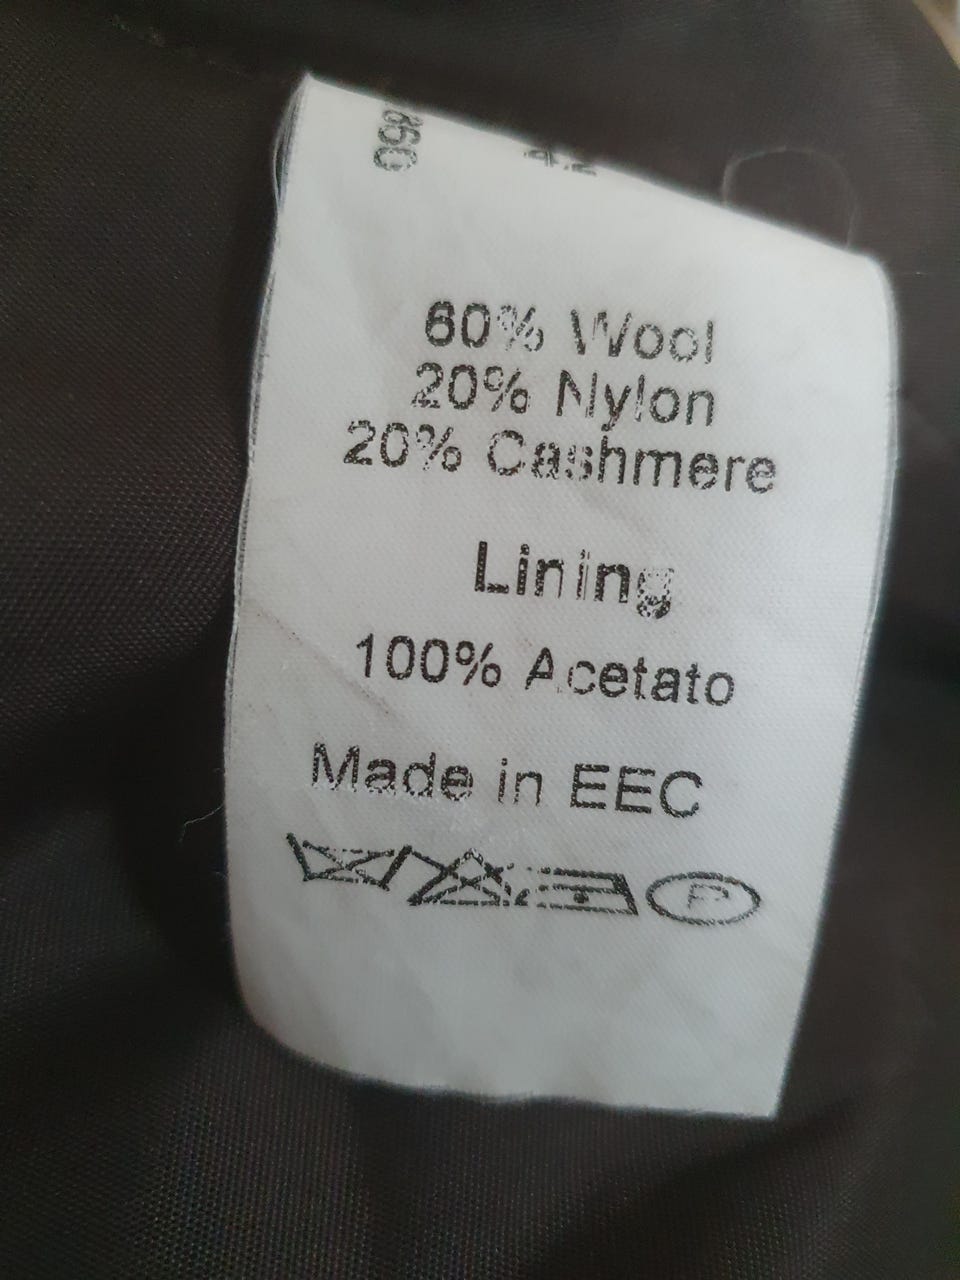 60% Wool
20% Nylon
20% Cashmere
Lining
100% Acetato
Made in EEC
P